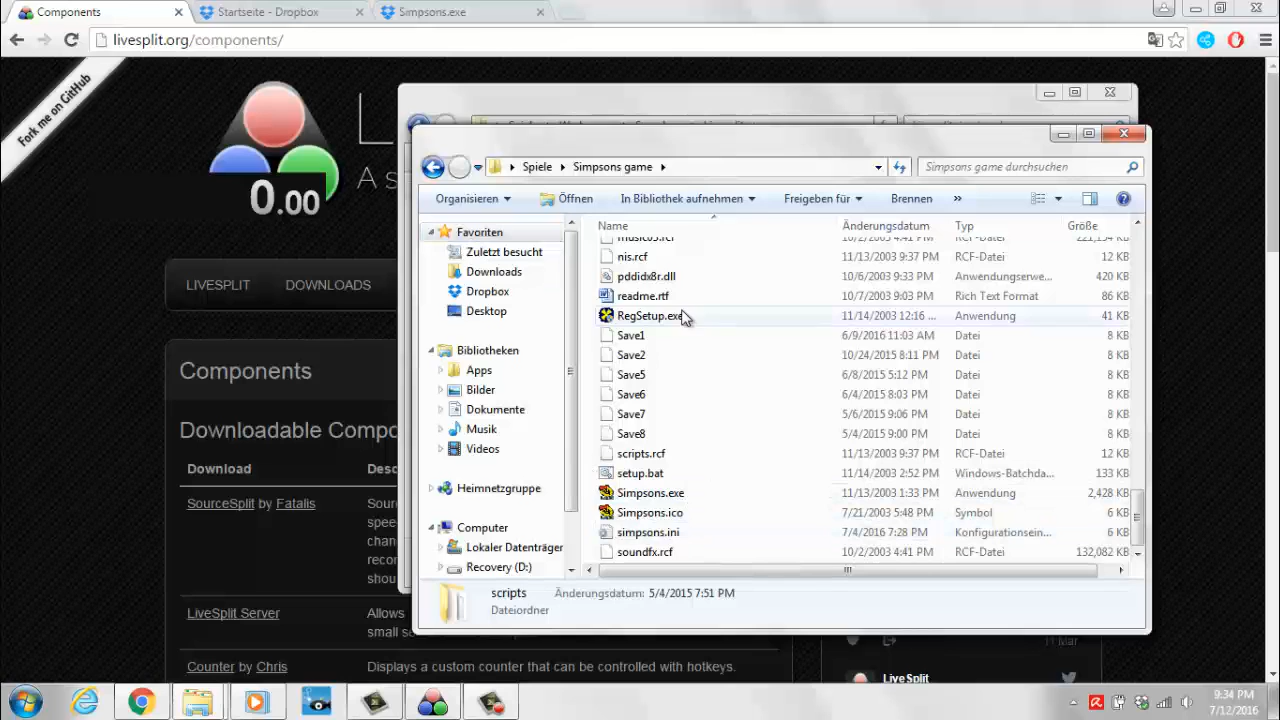 Components
Startseite - Dropbox
Simpsons.exe
livesplit.org/components/
Fork me on GitHub
L
0.00
A s
LIVESPLIT
DOWNLOADS
Components
Downloadable Compo
Download
Desc
SourceSplit by Fatalis
spee
chan
reco
shou
LiveSplit Server
Allows
small se
Counter by Chris
Displays a custom counter that can be controlled with hotkeys.
11 Mar
LiveSplit
Spiele
Simpsons game
Simpsons game durchsuchen
Organisieren
Öffnen
In Bibliothek aufnehmen
Freigeben für
Brennen
»
Favoriten
Zuletzt besucht
Downloads
Dropbox
Desktop
Bibliotheken
Apps
Bilder
Dokumente
Musik
Videos
Heimnetzgruppe
Computer
Lokaler Datenträger
Recovery (D:)
Name Änderungsdatum Typ Größe
nis.rcf 11/13/2003 9:37 PM RCF-Datei 12 KB
pddidx8r.dll 10/6/2003 9:33 PM Anwendungserwe... 420 KB
readme.rtf 10/7/2003 9:03 PM Rich Text Format 86 KB
RegSetup.exe 11/14/2003 12:16 ... Anwendung 41 KB
Save1 6/9/2016 11:03 AM Datei 8 KB
Save2 10/24/2015 8:11 PM Datei 8 KB
Save5 6/8/2015 5:12 PM Datei 8 KB
Save6 6/4/2015 8:03 PM Datei 8 KB
Save7 5/6/2015 9:06 PM Datei 8 KB
Save8 5/4/2015 9:00 PM Datei 8 KB
scripts.rcf 11/13/2003 9:37 PM RCF-Datei 12 KB
setup.bat 11/14/2003 2:52 PM Windows-Batchda... 133 KB
Simpsons.exe 11/13/2003 1:33 PM Anwendung 2,428 KB
Simpsons.ico 7/21/2003 5:48 PM Symbol 6 KB
simpsons.ini 7/4/2016 7:28 PM Konfigurationsein... 6 KB
soundfx.rcf 10/2/2003 4:41 PM RCF-Datei 132,082 KB
scripts Änderungsdatum: 5/4/2015 7:51 PM
Dateiordner
9:34 PM
7/12/2016